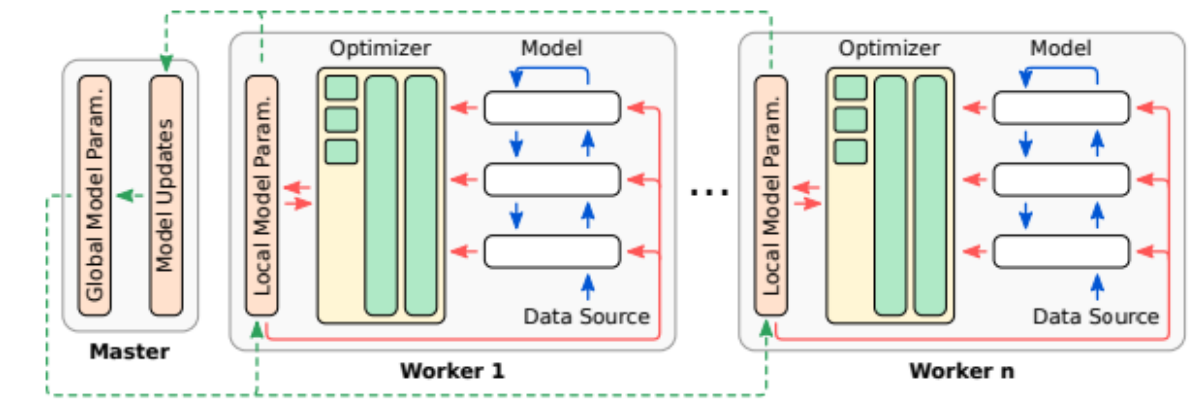 Global Model Param.
Model Updates
Master
Optimizer
Model
Local Model Param.
Data Source
Worker 1
...
Optimizer
Model
Local Model Param.
Data Source
Worker n